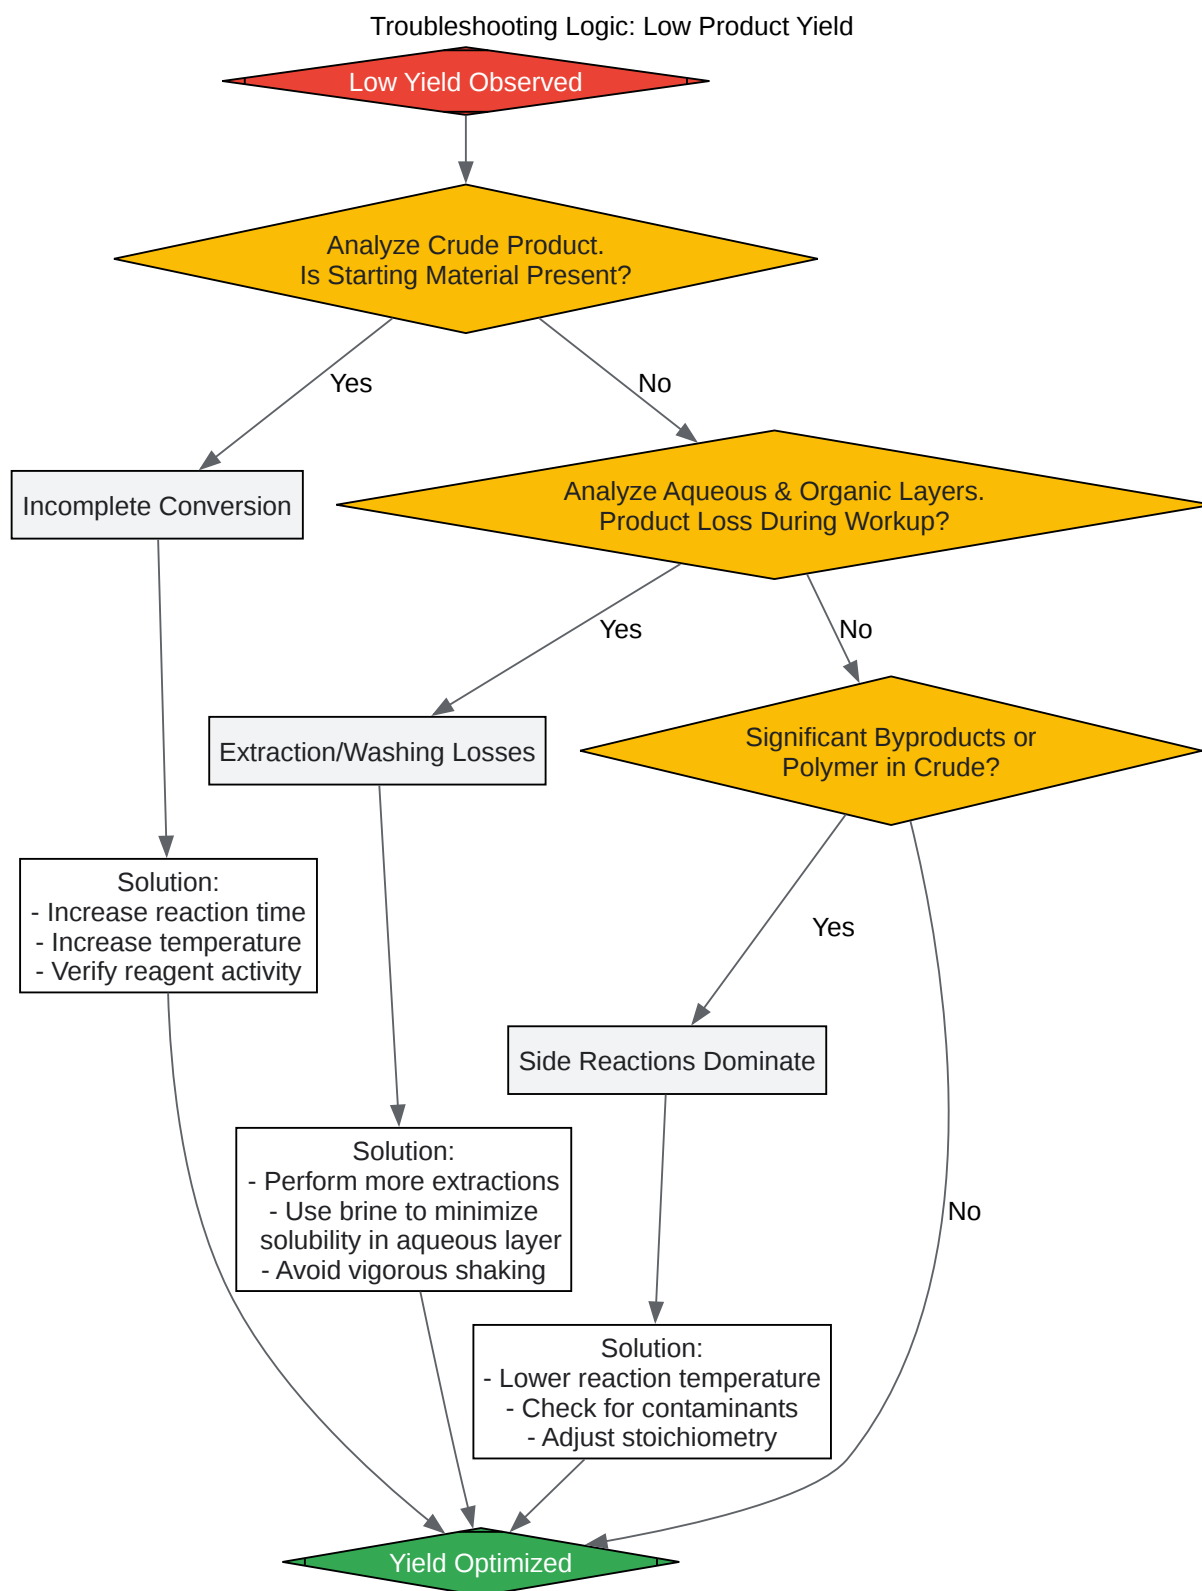 Troubleshooting Logic: Low Product Yield
Low Yield Observed
Analyze Crude Product.
Is Starting Material Present?
Yes
No
Incomplete Conversion
Analyze Aqueous & Organic Layers.
Product Loss During Workup?
Yes
No
Extraction/Washing Losses
Significant Byproducts or
Polymer in Crude?
Solution:
- Increase reaction time
- Increase temperature
- Verify reagent activity
Yes
Side Reactions Dominate
Solution:
- Perform more extractions
- Use brine to minimize
solubility in aqueous layer
- Avoid vigorous shaking
No
Solution:
- Lower reaction temperature
- Check for contaminants
- Adjust stoichiometry
Yield Optimized